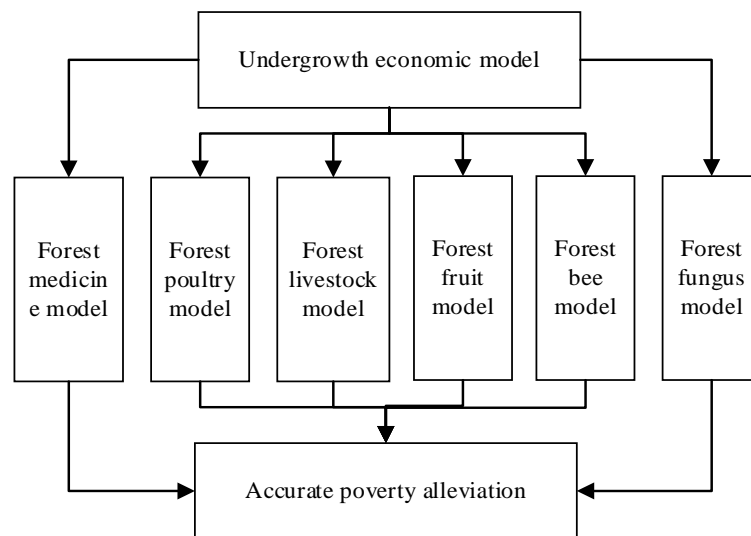 Undergrowth economic model
Forest
medicin
e model
Forest
poultry
model
Forest
livestock
model
Forest
fruit
model
Forest
bee
model
Forest
fungus
model
Accurate poverty alleviation